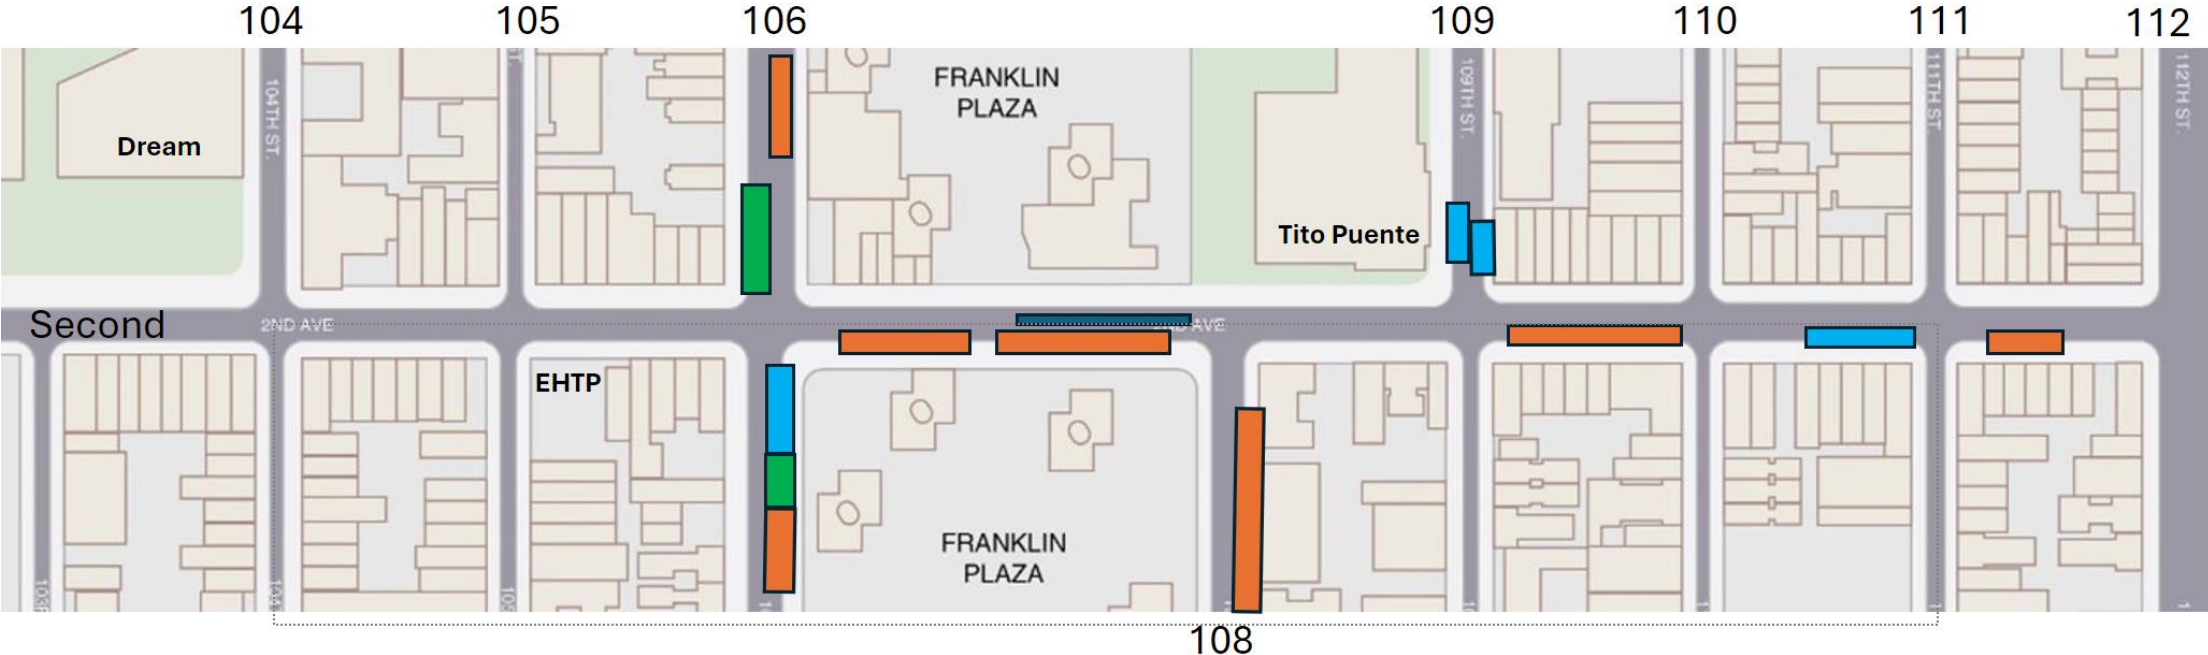 104 105 106 109 110 111 112
FRANKLIN
PLAZA
104TH ST.
109TH ST.
111TH ST.
112TH ST.
Dream
Tito Puente
Second
2ND AVE
AVE
EHTP
FRANKLIN
PLAZA
108